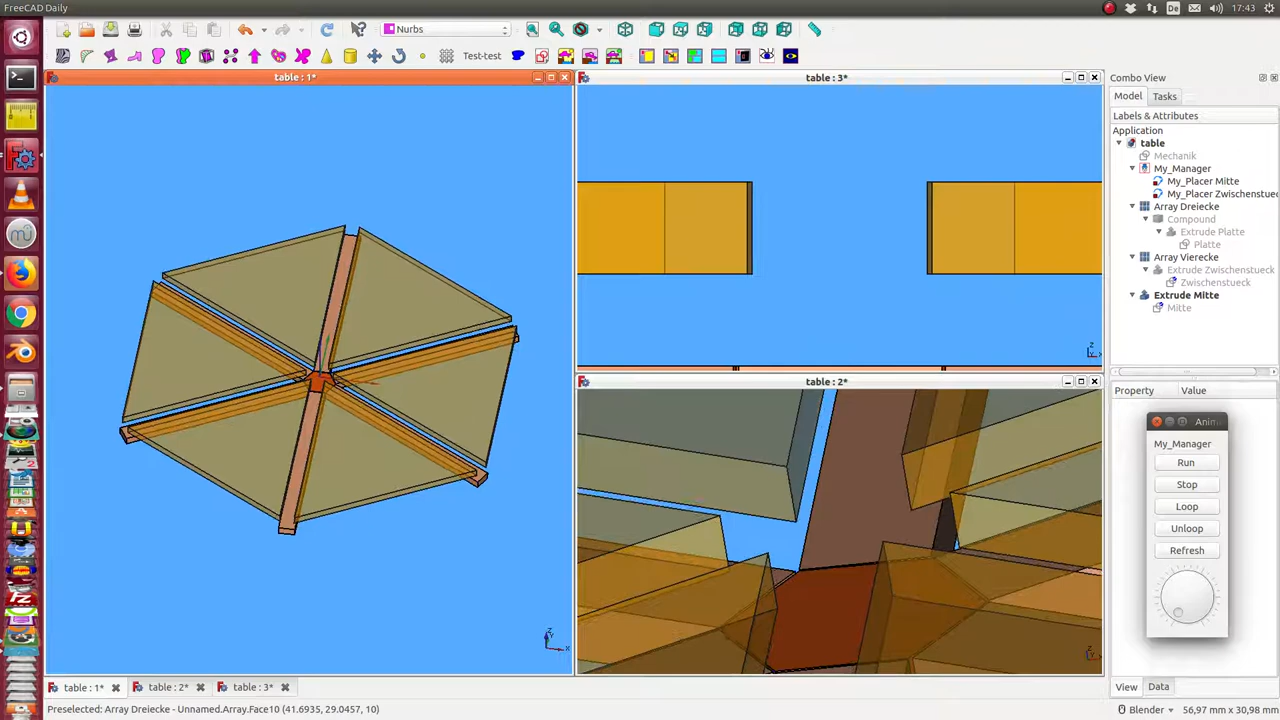 FreeCAD Daily
De
17:43
Nurbs
Test-test
table : 1*
table : 3*
Combo View
Model
Tasks
Labels & Attributes
Application
table
Mechanik
My_Manager
My_Placer Mitte
My_Placer Zwischenstuec
Array Dreiecke
Compound
Extrude Platte
Platte
Array Vierecke
Extrude Zwischenstueck
Zwischenstueck
Extrude Mitte
Mitte
Z
Y
table : 2*
Property
Value
Anin
My_Manager
Run
Stop
Loop
Unloop
Refresh
Z
X
table : 1*
table : 2*
table : 3*
View
Data
Preselected: Array Dreiecke - Unnamed.Array.Face10 (41.6935, 29.0457, 10)
Blender
56,97 mm x 30,98 mm